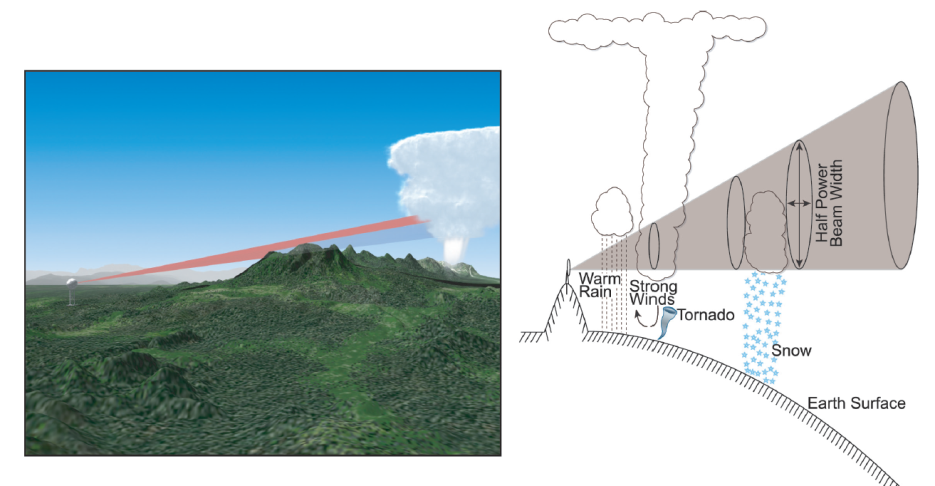 Half Power
Beam Width
Warm
Rain
Strong
Winds
Tornado
Snow
Earth Surface